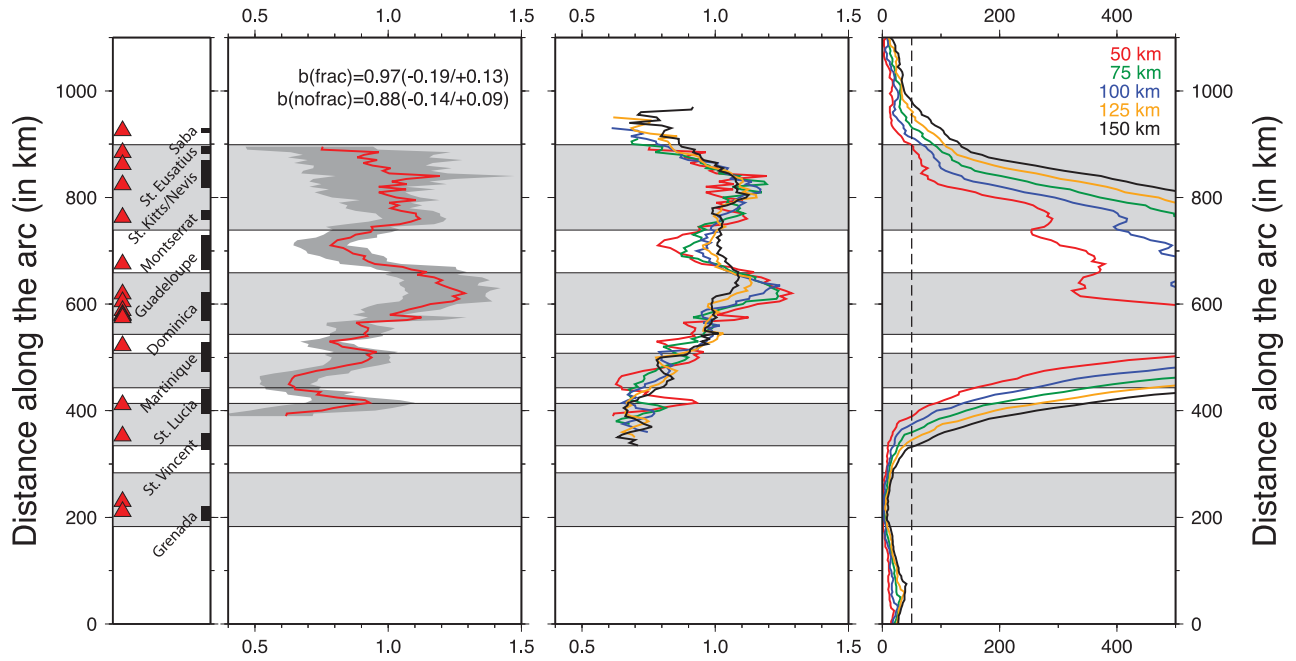 0.5 1.0 1.5
0.5 1.0 1.5
0 200 400
Distance along the arc (in km)
1000
800
600
400
200
0
Saba
St. Eusatius
St. Kitts/Nevis
Montserrat
Guadeloupe
Dominica
Martinique
St. Lucia
St. Vincent
Grenada
b(frac)=0.97(-0.19/+0.13)
b(nofrac)=0.88(-0.14/+0.09)
50 km
75 km
100 km
125 km
150 km
1000
800
600
400
200
0
Distance along the arc (in km)
0.5 1.0 1.5
0.5 1.0 1.5
0 200 400